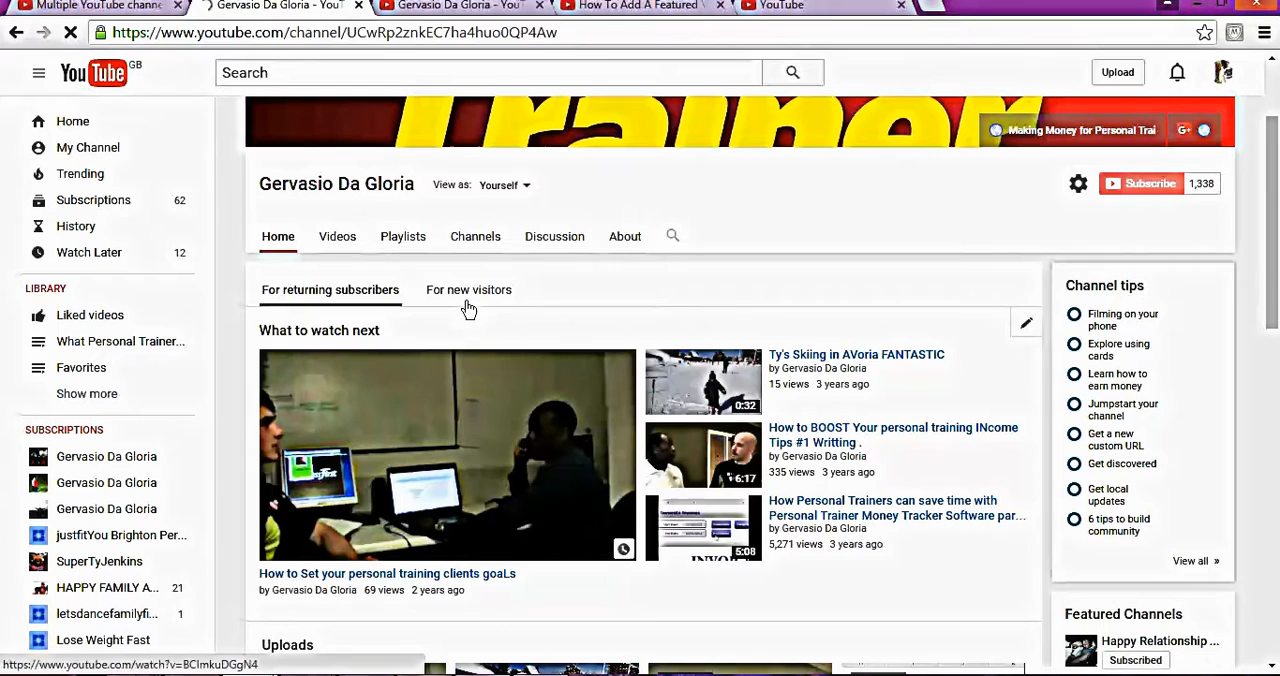 Multiple YouTube channe
Gervasio Da Gloria - YouT
Gervasio Da Gloria - YouT
How To Add A Featured
YouTube
https://www.youtube.com/channel/UCwRp2znkEC7ha4huo0QP4Aw
YouTube GB
Search
Upload
Trainer
Making Money for Personal Trai
G+
Home
My Channel
Trending
Subscriptions 62
History
Watch Later 12
LIBRARY
Liked videos
What Personal Trainer...
Favorites
Show more
SUBSCRIPTIONS
Gervasio Da Gloria
Gervasio Da Gloria
Gervasio Da Gloria
justfitYou Brighton Per...
SuperTyJenkins
HAPPY FAMILY A... 21
letsdancefamilyfi... 1
Lose Weight Fast
Gervasio Da Gloria
View as: Yourself
Subscribe 1,338
Home Videos Playlists Channels Discussion About
For returning subscribers For new visitors
What to watch next
How to Set your personal training clients goaLs
by Gervasio Da Gloria 69 views 2 years ago
0:32
Ty's Skiing in AVoria FANTASTIC
by Gervasio Da Gloria
15 views 3 years ago
6:17
How to BOOST Your personal training INcome
Tips #1 Writting .
by Gervasio Da Gloria
335 views 3 years ago
5:08
How Personal Trainers can save time with
Personal Trainer Money Tracker Software par...
by Gervasio Da Gloria
5,271 views 3 years ago
Uploads
Channel tips
Filming on your
phone
Explore using
cards
Learn how to
earn money
Jumpstart your
channel
Get a new
custom URL
Get discovered
Get local
updates
6 tips to build
community
View all »
Featured Channels
Happy Relationship ...
Subscribed
https://www.youtube.com/watch?v=BCImkuDGgN4